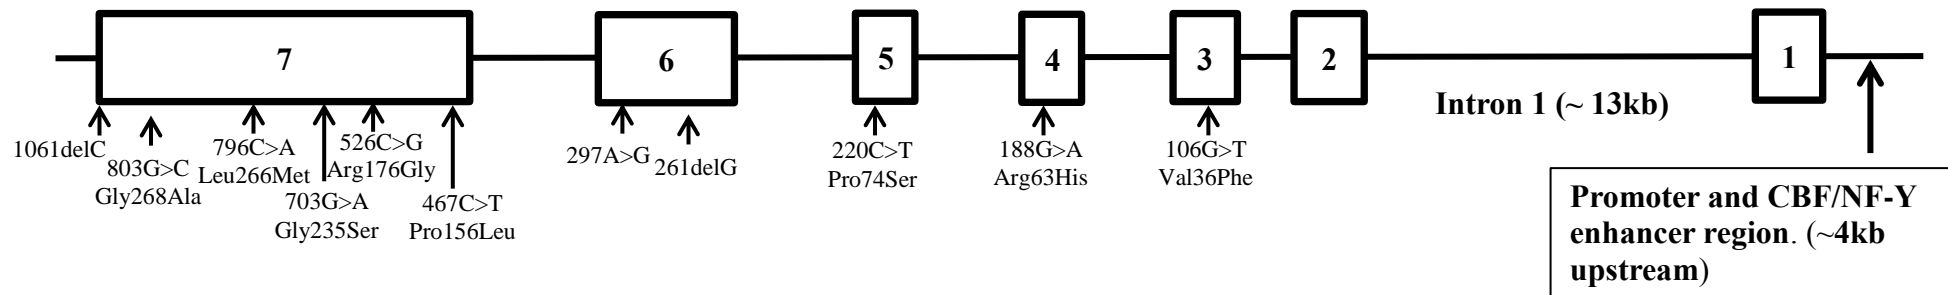 7
6
5
4
3
2
1
Intron 1 (~ 13kb)
1061delC
803G>C
Gly268Ala
796C>A
Leu266Met
703G>A
Gly235Ser
526C>G
Arg176Gly
467C>T
Pro156Leu
297A>G
261delG
220C>T
Pro74Ser
188G>A
Arg63His
106G>T
Val36Phe
Promoter and CBF/NF-Y
enhancer region. (~4kb
upstream)